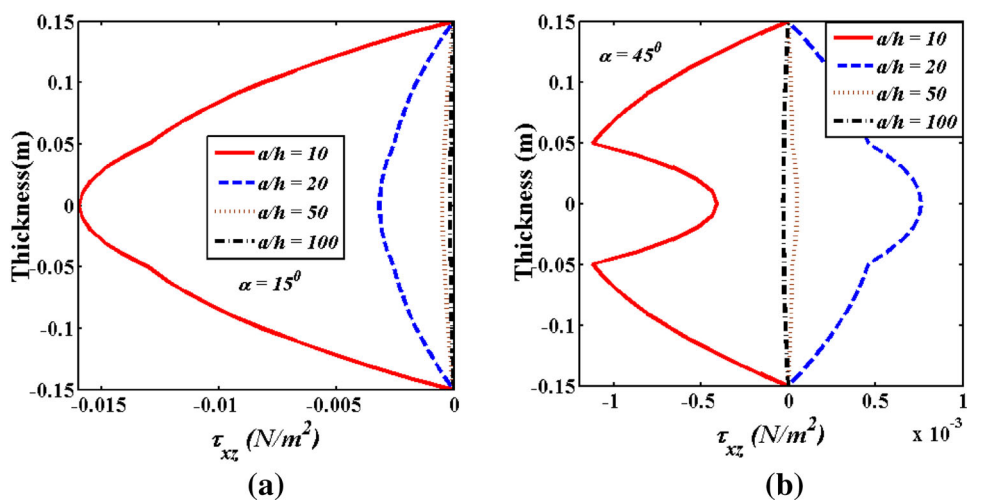 0.15
0.1
0.05
0
-0.05
-0.1
-0.15
Thickness(m)
a/h = 10
a/h = 20
a/h = 50
a/h = 100
α = 15⁰
-0.015
-0.01
-0.005
0
τxz (N/m²)
(a)
0.15
0.10
0.05
0
-0.05
-0.1
-0.15
Thickness (m)
α = 45⁰
a/h = 10
a/h = 20
a/h = 50
a/h = 100
-1
-0.5
0
0.5
1
x 10⁻³
τxz (N/m²)
(b)